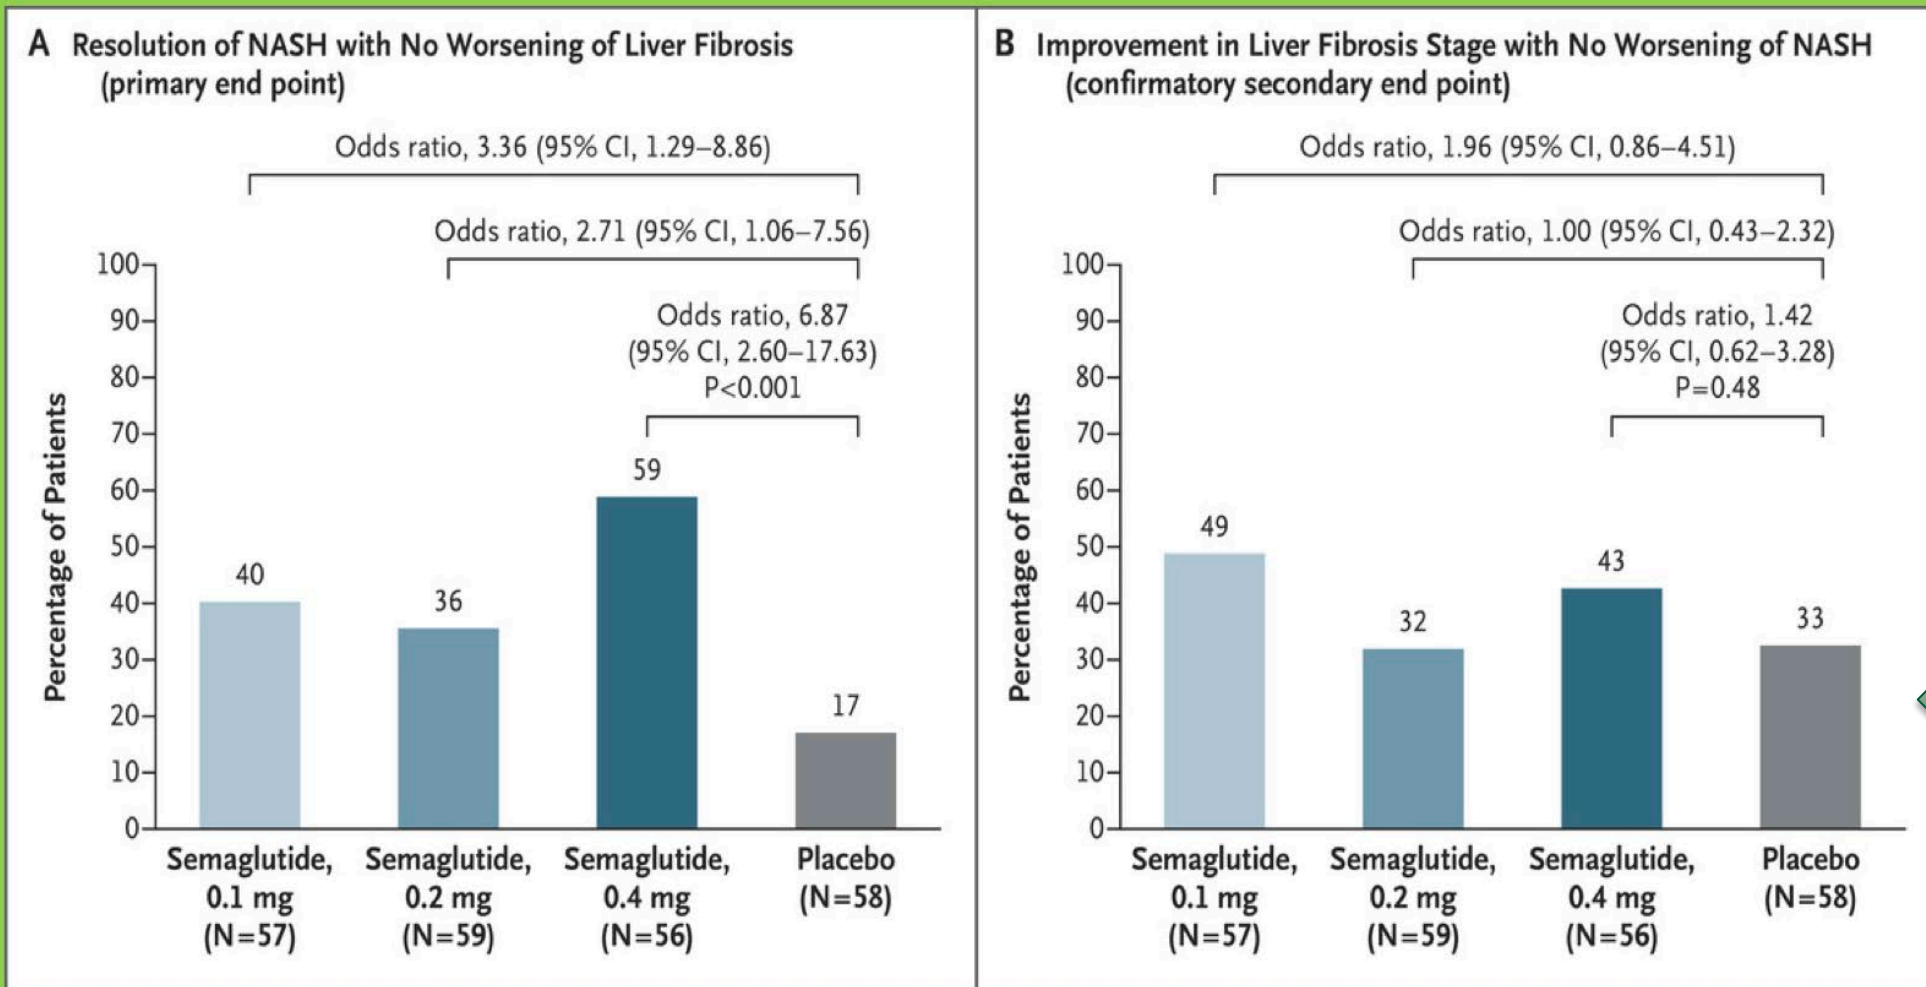 A Resolution of NASH with No Worsening of Liver Fibrosis
(primary end point)
Odds ratio, 3.36 (95% CI, 1.29–8.86)
Odds ratio, 2.71 (95% CI, 1.06–7.56)
Odds ratio, 6.87
(95% CI, 2.60–17.63)
P<0.001
Percentage of Patients
100
90
80
70
60
50
40
30
20
10
0
40
36
59
17
Semaglutide,
0.1 mg
(N=57)
Semaglutide,
0.2 mg
(N=59)
Semaglutide,
0.4 mg
(N=56)
Placebo
(N=58)
B Improvement in Liver Fibrosis Stage with No Worsening of NASH
(confirmatory secondary end point)
Odds ratio, 1.96 (95% CI, 0.86–4.51)
Odds ratio, 1.00 (95% CI, 0.43–2.32)
Odds ratio, 1.42
(95% CI, 0.62–3.28)
P=0.48
Percentage of Patients
100
90
80
70
60
50
40
30
20
10
0
49
32
43
33
Semaglutide,
0.1 mg
(N=57)
Semaglutide,
0.2 mg
(N=59)
Semaglutide,
0.4 mg
(N=56)
Placebo
(N=58)